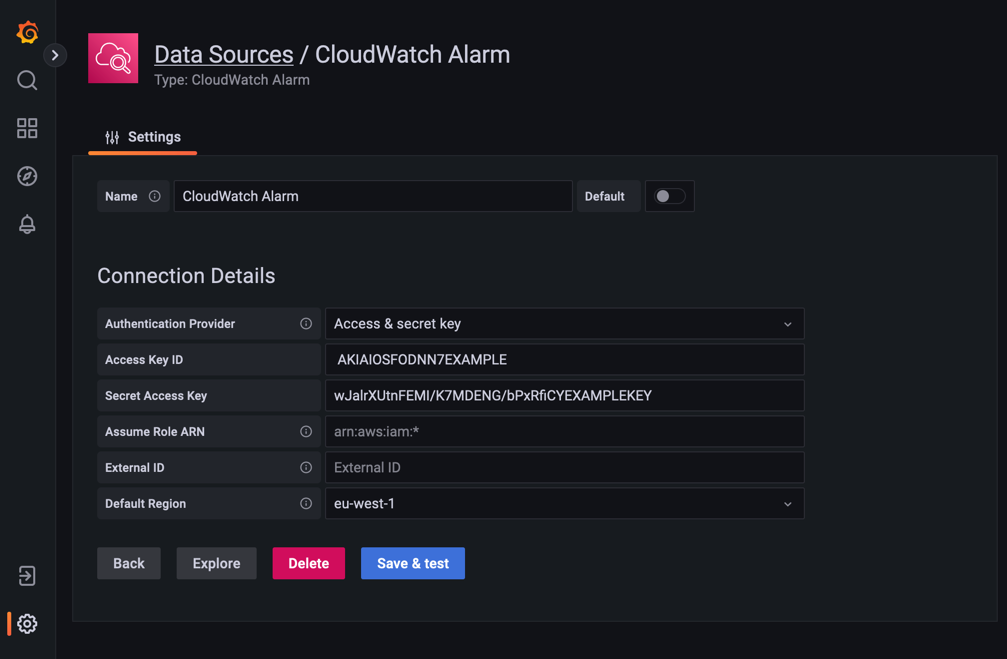 Data Sources / CloudWatch Alarm
Type: CloudWatch Alarm
Settings
Name CloudWatch Alarm Default
Connection Details
Authentication Provider Access & secret key
Access Key ID AKIAIOSFODNN7EXAMPLE
Secret Access Key wJalrXUtnFEMI/K7MDENG/bPxRfiCYEXAMPLEKEY
Assume Role ARN arn:aws:iam:*
External ID External ID
Default Region eu-west-1
Back Explore Delete Save & test